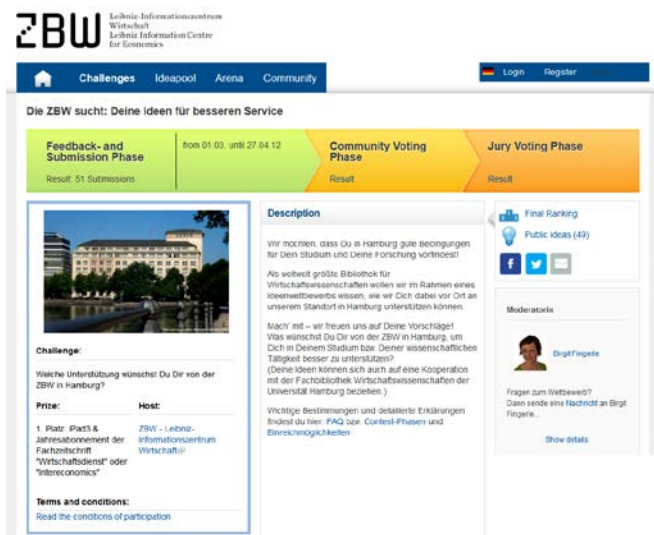 ZBW
Leibniz-Informationszentrum
Wirtschaft
Leibniz Information Centre
for Economics
Challenges Ideapool Arena Community
Login Register
Die ZBW sucht: Deine Ideen für besseren Service
Feedback- and
Submission Phase
Result: 51 Submissions
from 01.03. until 27.04.12
Community Voting
Phase
Result
Jury Voting Phase
Result
Challenge:
Welche Unterstützung wünschst Du Dir von der
ZBW in Hamburg?
Prize:
1. Platz: iPad3 &
Jahresabonnement der
Fachzeitschrift
"Wirtschaftsdienst" oder
"Intereconomics"
Host:
ZBW - Leibniz-
Informationszentrum
Wirtschaft
Terms and conditions:
Read the conditions of participation
Description
Wir möchten, dass Du in Hamburg gute Bedingungen
für Dein Studium und Deine Forschung vorfindest!
Als weltweit größte Bibliothek für
Wirtschaftswissenschaften wollen wir im Rahmen eines
Ideenwettbewerbs wissen, wie wir Dich dabei vor Ort an
unserem Standort in Hamburg unterstützen können.
Mach' mit – wir freuen uns auf Deine Vorschläge!
Was wünschst Du Dir von der ZBW in Hamburg, um
Dich in Deinem Studium bzw. Deiner wissenschaftlichen
Tätigkeit besser zu unterstützen?
(Deine Ideen können sich auch auf eine Kooperation
mit der Fachbibliothek Wirtschaftswissenschaften der
Universität Hamburg beziehen.)
Wichtige Bestimmungen und detaillierte Erklärungen
findest du hier: FAQ bzw. Contest-Phasen und
Einreichmöglichkeiten
Final Ranking
Public ideas (49)
Moderatoris
Birgit Fingerle
Fragen zum Wettbewerb?
Dann sende eine Nachricht an Birgit
Fingerle...
Show details